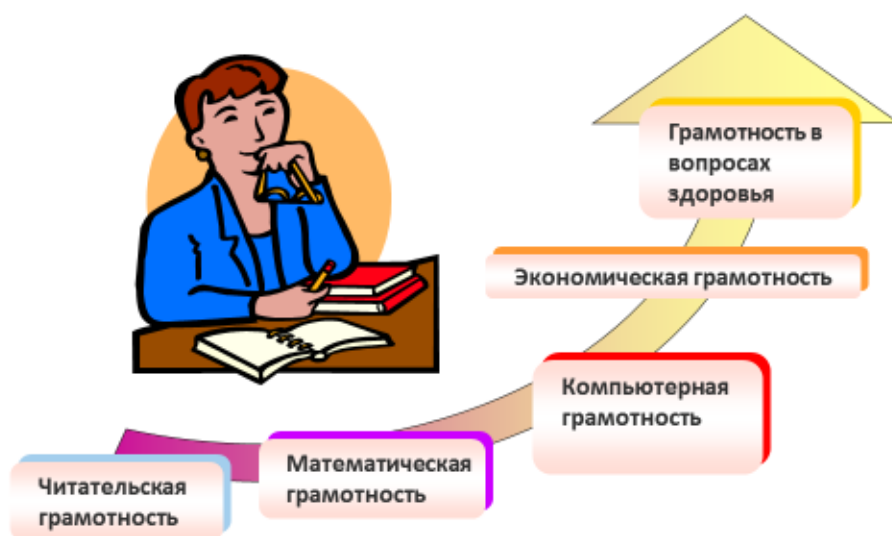 Грамотность в
вопросах
здоровья
Экономическая грамотность
Компьютерная
грамотность
Математическая
грамотность
Читательская
грамотность